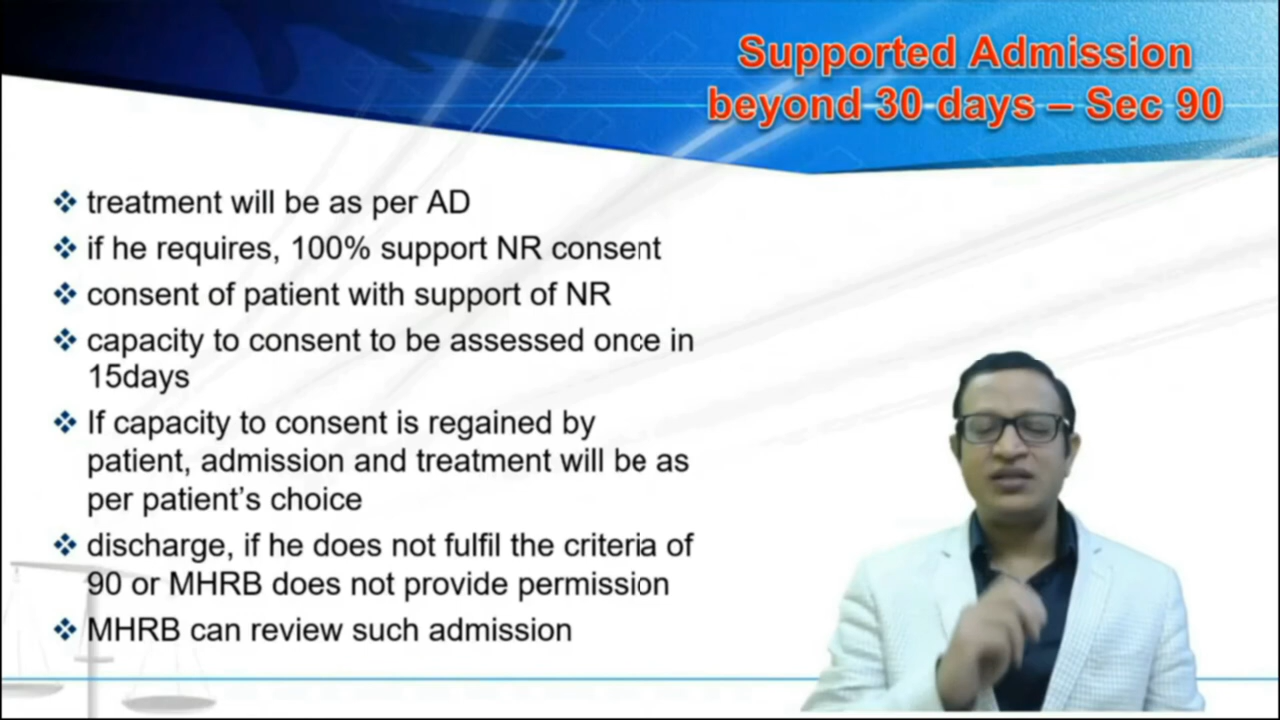 Supported Admission
beyond 30 days – Sec 90
treatment will be as per AD
if he requires, 100% support NR consent
consent of patient with support of NR
capacity to consent to be assessed once in
15days
If capacity to consent is regained by
patient, admission and treatment will be as
per patient's choice
discharge, if he does not fulfil the criteria of
90 or MHRB does not provide permission
MHRB can review such admission